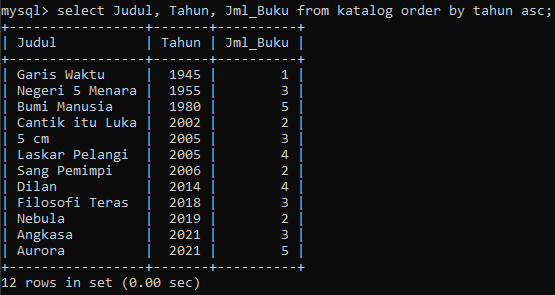 mysql> select Judul, Tahun, Jml_Buku from katalog order by tahun asc;
+----------------+-------+----------+
| Judul          | Tahun | Jml_Buku |
+----------------+-------+----------+
| Garis Waktu    |  1945 |        1 |
| Negeri 5 Menara |  1955 |        3 |
| Bumi Manusia   |  1980 |        5 |
| Cantik itu Luka |  2002 |        2 |
| 5 cm           |  2005 |        3 |
| Laskar Pelangi |  2005 |        4 |
| Sang Pemimpi   |  2006 |        2 |
| Dilan          |  2014 |        4 |
| Filosofi Teras |  2018 |        3 |
| Nebula         |  2019 |        2 |
| Angkasa        |  2021 |        3 |
| Aurora         |  2021 |        5 |
+----------------+-------+----------+
12 rows in set (0.00 sec)